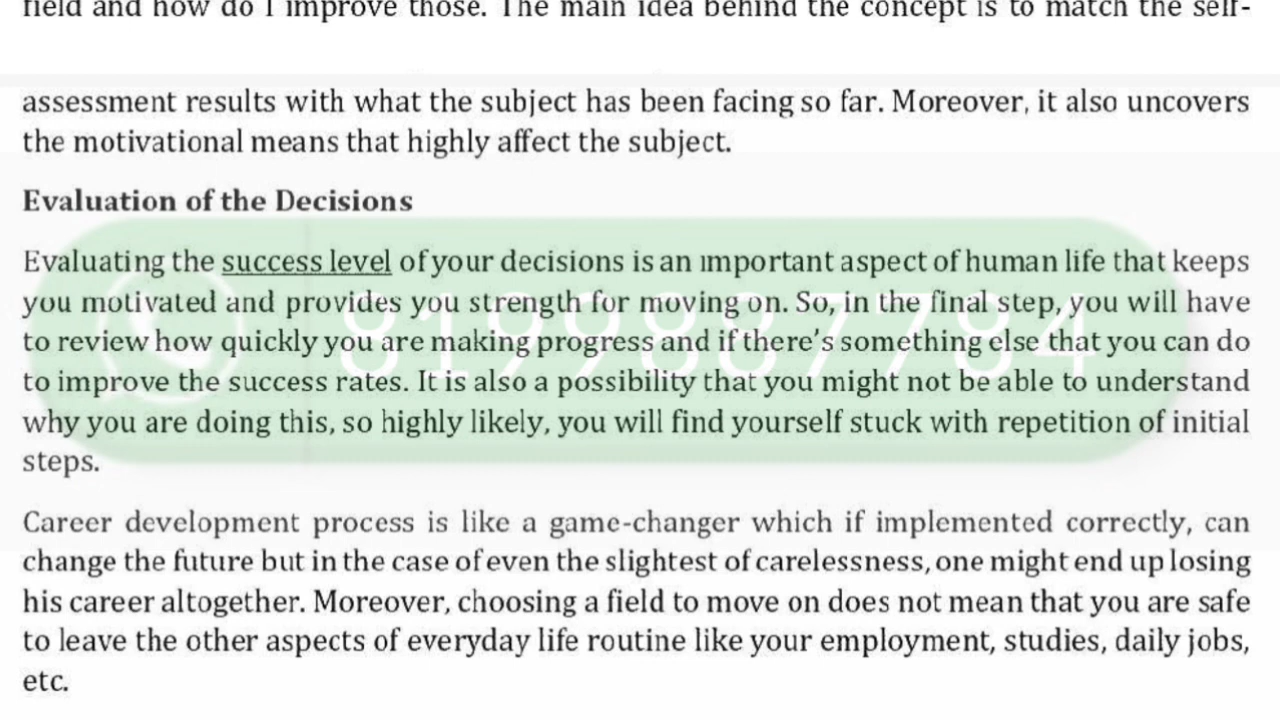 field and how do I improve those. The main idea behind the concept is to match the self-
assessment results with what the subject has been facing so far. Moreover, it also uncovers
the motivational means that highly affect the subject.
Evaluation of the Decisions
Evaluating the success level of your decisions is an important aspect of human life that keeps
you motivated and provides you strength for moving on. So, in the final step, you will have
to review how quickly you are making progress and if there's something else that you can do
to improve the success rates. It is also a possibility that you might not be able to understand
why you are doing this, so highly likely, you will find yourself stuck with repetition of initial
steps.
Career development process is like a game-changer which if implemented correctly, can
change the future but in the case of even the slightest of carelessness, one might end up losing
his career altogether. Moreover, choosing a field to move on does not mean that you are safe
to leave the other aspects of everyday life routine like your employment, studies, daily jobs,
etc.